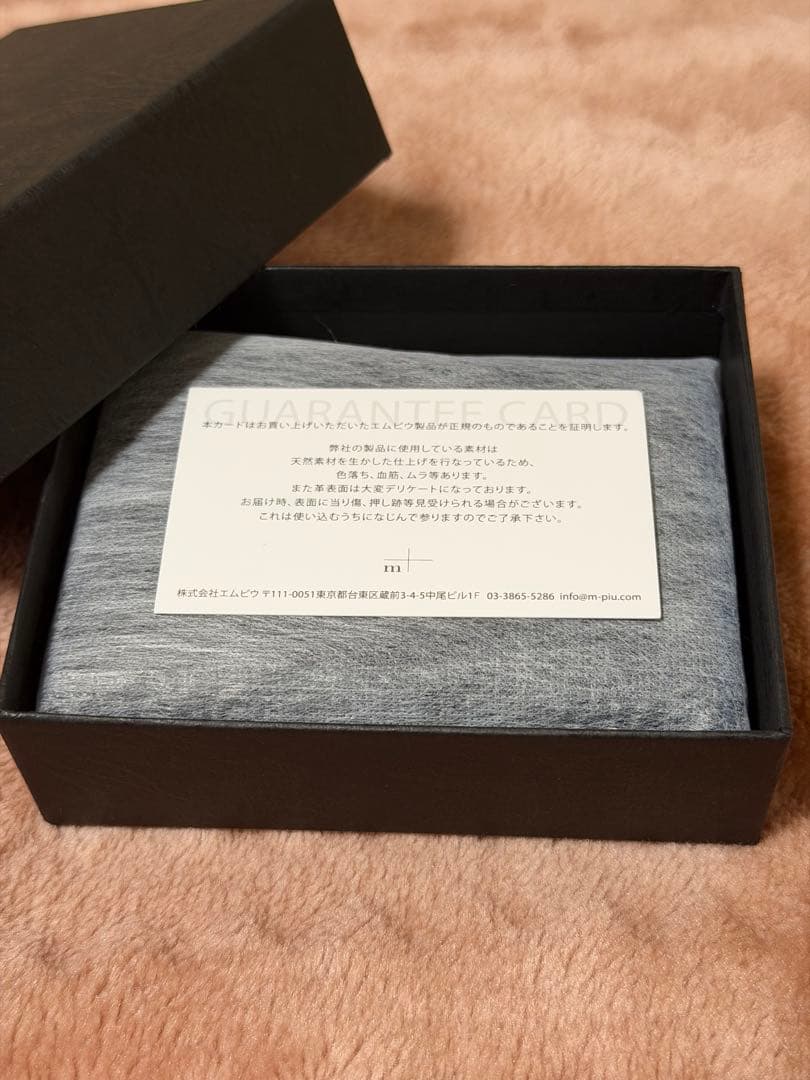 GUARANTEE CARD
本カードはお買い上げいただいたエムピウ製品が正規のものであることを証明します。
弊社の製品に使用している素材は
天然素材を生かした仕上げを行なっているため、
色落ち、血筋、ムラ等あります。
また革表面は大変デリケートになっております。
お届け時、表面に当り傷、押し跡等見受けられる場合がございます。
これは使い込むうちになじんで参りますのでご了承下さい。
m+
株式会社エムピウ 〒111-0051東京都台東区蔵前3-4-5中尾ビル1F 03-3865-5286 info@m-piu.com